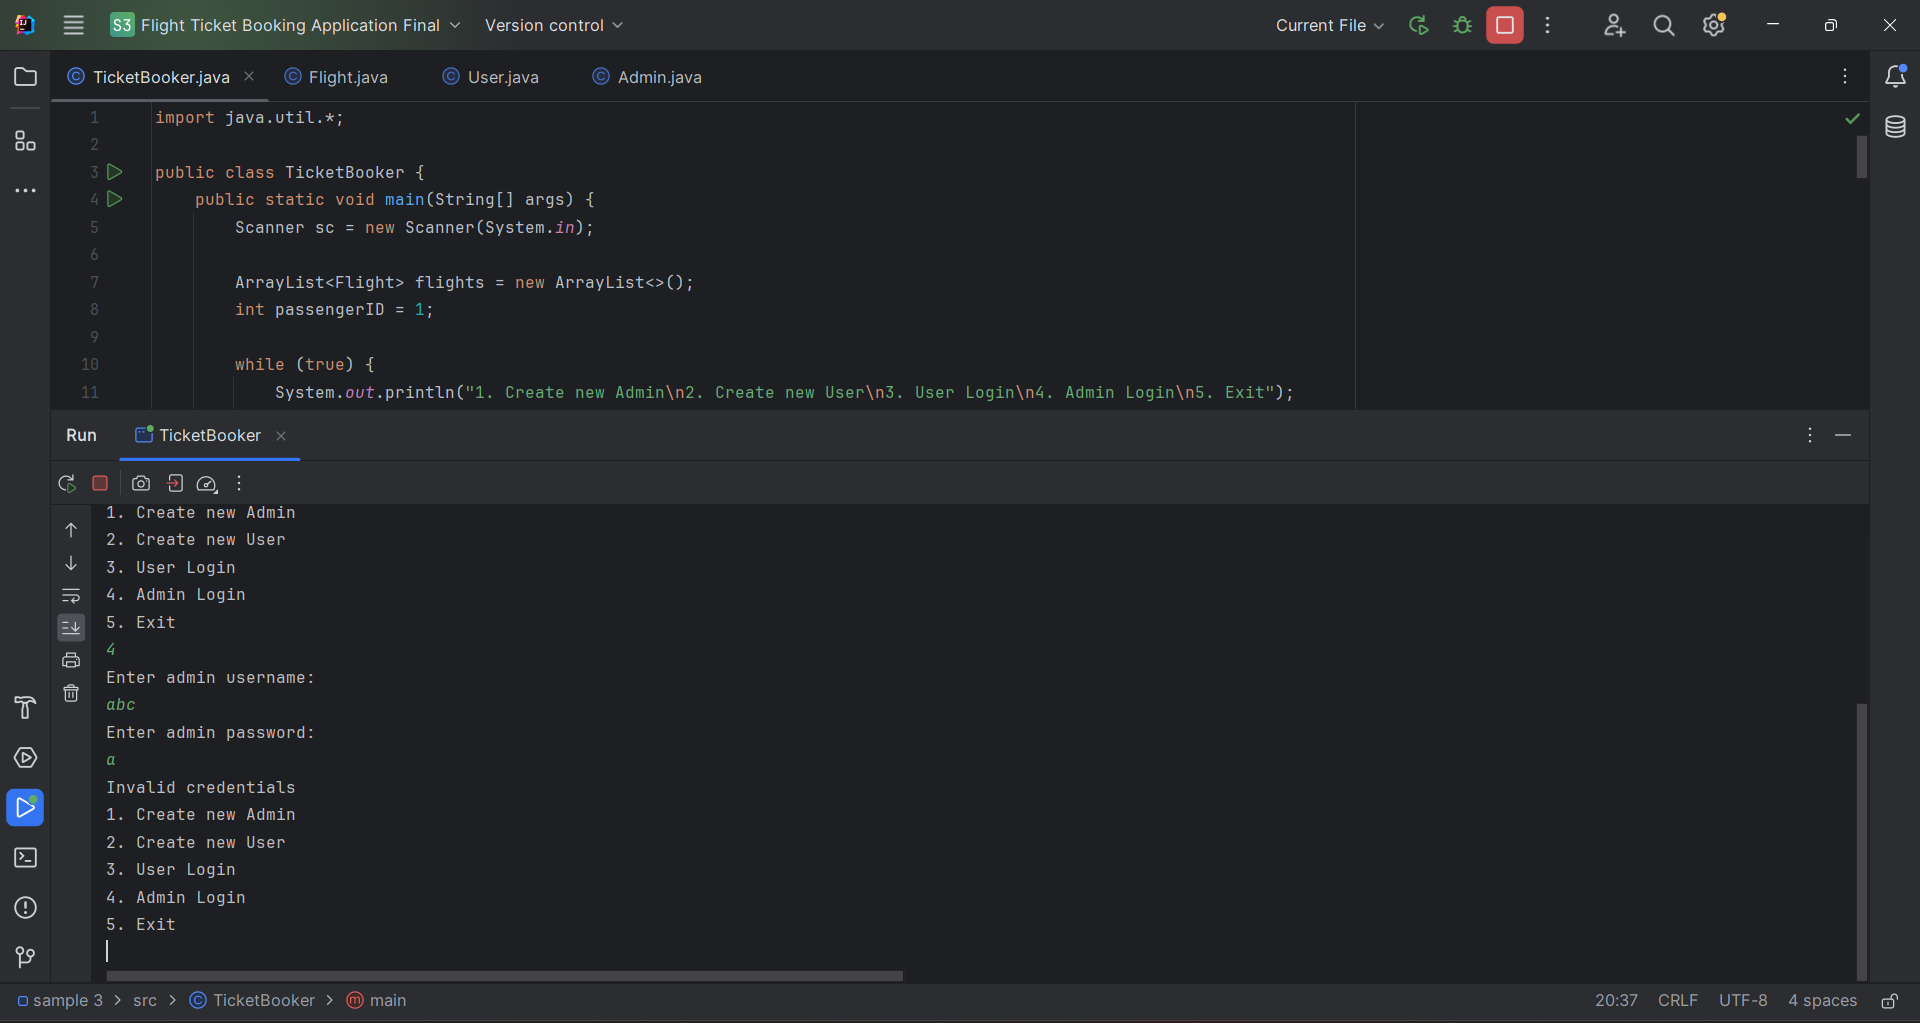 S3 Flight Ticket Booking Application Final Version control Current File
TicketBooker.java Flight.java User.java Admin.java
1 import java.util.*;
2
3 public class TicketBooker {
4 public static void main(String[] args) {
5 Scanner sc = new Scanner(System.in);
6
7 ArrayList<Flight> flights = new ArrayList<>();
8 int passengerID = 1;
9
10 while (true) {
11 System.out.println("1. Create new Admin\n2. Create new User\n3. User Login\n4. Admin Login\n5. Exit");
Run TicketBooker
1. Create new Admin
2. Create new User
3. User Login
4. Admin Login
5. Exit
4
Enter admin username:
abc
Enter admin password:
a
Invalid credentials
1. Create new Admin
2. Create new User
3. User Login
4. Admin Login
5. Exit
sample 3 > src > TicketBooker > main 20:37 CRLF UTF-8 4 spaces